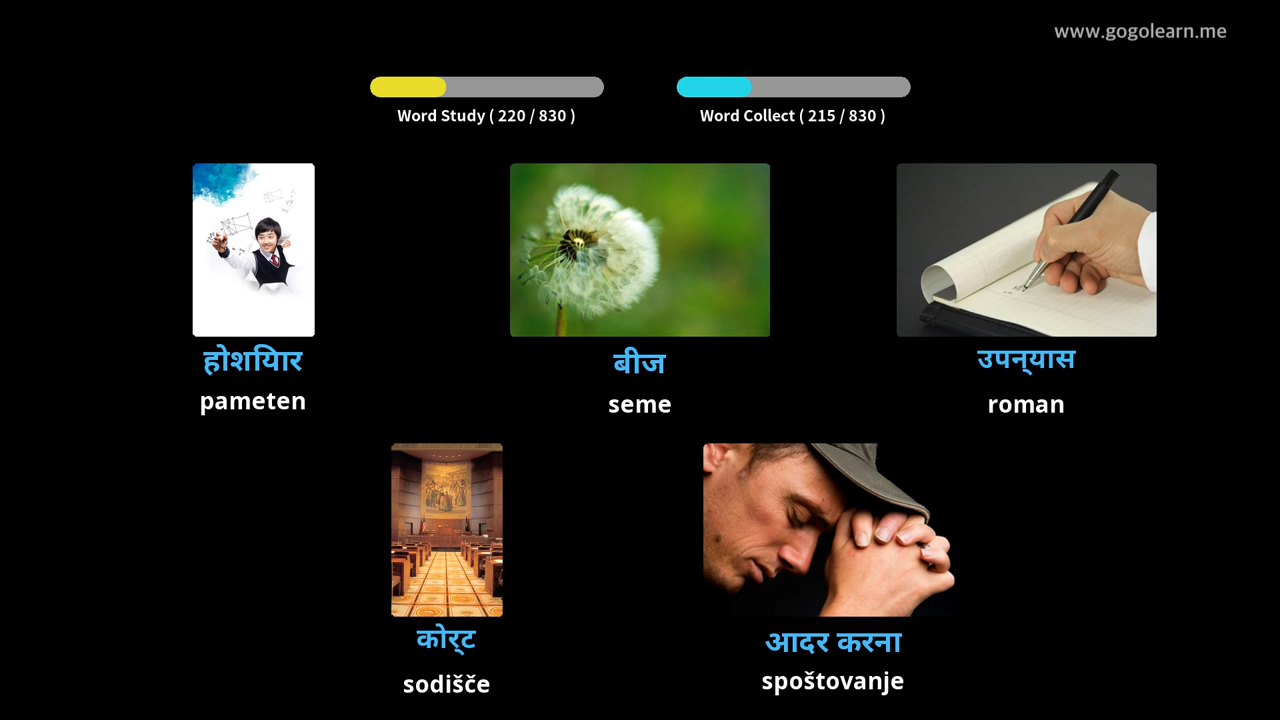 www.gogolearn.me
Word Study ( 220 / 830 )
Word Collect ( 215 / 830 )
होशियार
pameten
बीज
seme
उपन्यास
roman
कोर्ट
sodišče
आदर करना
spoštovanje